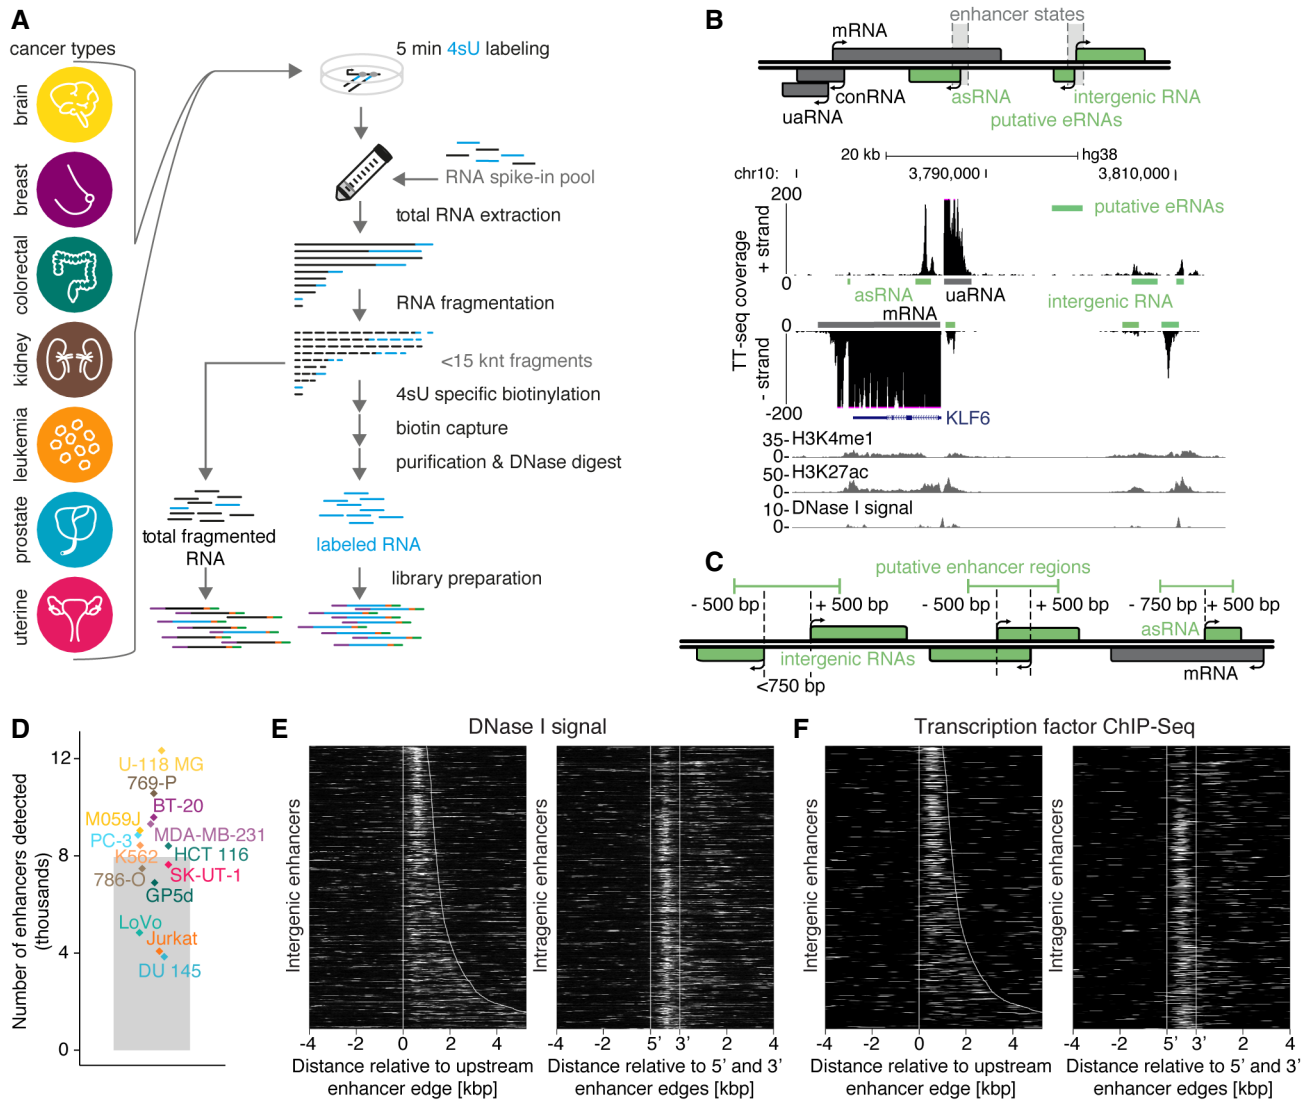 A
cancer types
brain
breast
colorectal
kidney
leukemia
prostate
uterine
5 min 4sU labeling
RNA spike-in pool
total RNA extraction
RNA fragmentation
<15 knt fragments
4sU specific biotinylation
biotin capture
purification & DNase digest
total fragmented
RNA
labeled RNA
library preparation
B
enhancer states
mRNA
conRNA
uaRNA
asRNA
intergenic RNA
putative eRNAs
20 kb
hg38
chr10:
3,790,000
3,810,000
TT-seq coverage
- strand + strand
200
0
putative eRNAs
asRNA
uaRNA
intergenic RNA
mRNA
0
-200
KLF6
35-
0-
H3K4me1
50-
0-
H3K27ac
10-
0-
DNase I signal
C
putative enhancer regions
- 500 bp
+ 500 bp
- 500 bp
+ 500 bp
- 750 bp
+ 500 bp
asRNA
intergenic RNAs
mRNA
<750 bp
D
Number of enhancers detected
(thousands)
12
8
4
0
U-118 MG
769-P
BT-20
M059J
MDA-MB-231
PC-3
K562
HCT 116
786-O
SK-UT-1
GP5d
LoVo
Jurkat
DU 145
E
DNase I signal
Intergenic enhancers
-4 -2 0 2 4
Distance relative to upstream
enhancer edge [kbp]
Intragenic enhancers
-4 -2 5’ 3’ 2 4
Distance relative to 5’ and 3’
enhancer edges [kbp]
F
Transcription factor ChIP-Seq
Intergenic enhancers
-4 -2 0 2 4
Distance relative to upstream
enhancer edge [kbp]
Intragenic enhancers
-4 -2 5’ 3’ 2 4
Distance relative to 5’ and 3’
enhancer edges [kbp]